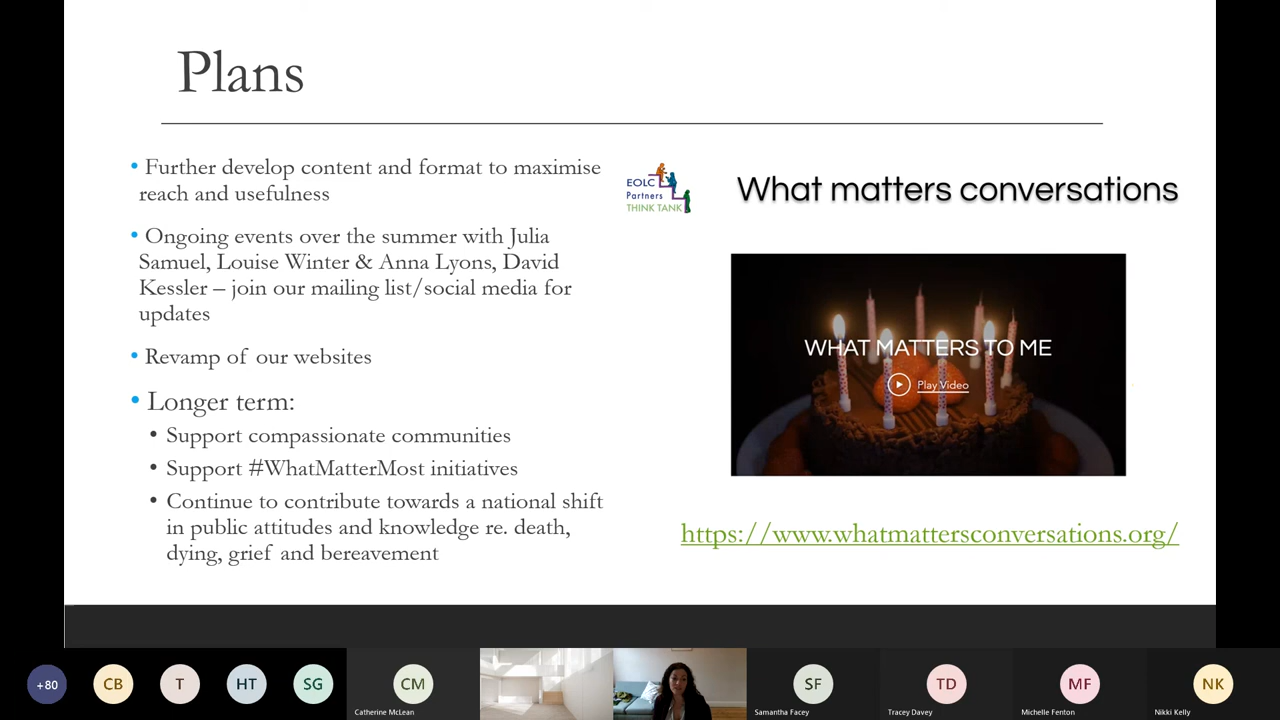 Plans
• Further develop content and format to maximise
reach and usefulness
• Ongoing events over the summer with Julia
Samuel, Louise Winter & Anna Lyons, David
Kessler – join our mailing list/social media for
updates
• Revamp of our websites
• Longer term:
• Support compassionate communities
• Support #WhatMatterMost initiatives
• Continue to contribute towards a national shift
in public attitudes and knowledge re. death,
dying, grief and bereavement
EOLC
Partners
THINK TANK
What matters conversations
WHAT MATTERS TO ME
Play Video
https://www.whatmattersconversations.org/
+80
CB
T
HT
SG
CM
Catherine McLean
SF
Samantha Facey
TD
Tracey Davey
MF
Michelle Fenton
NK
Nikki Kelly